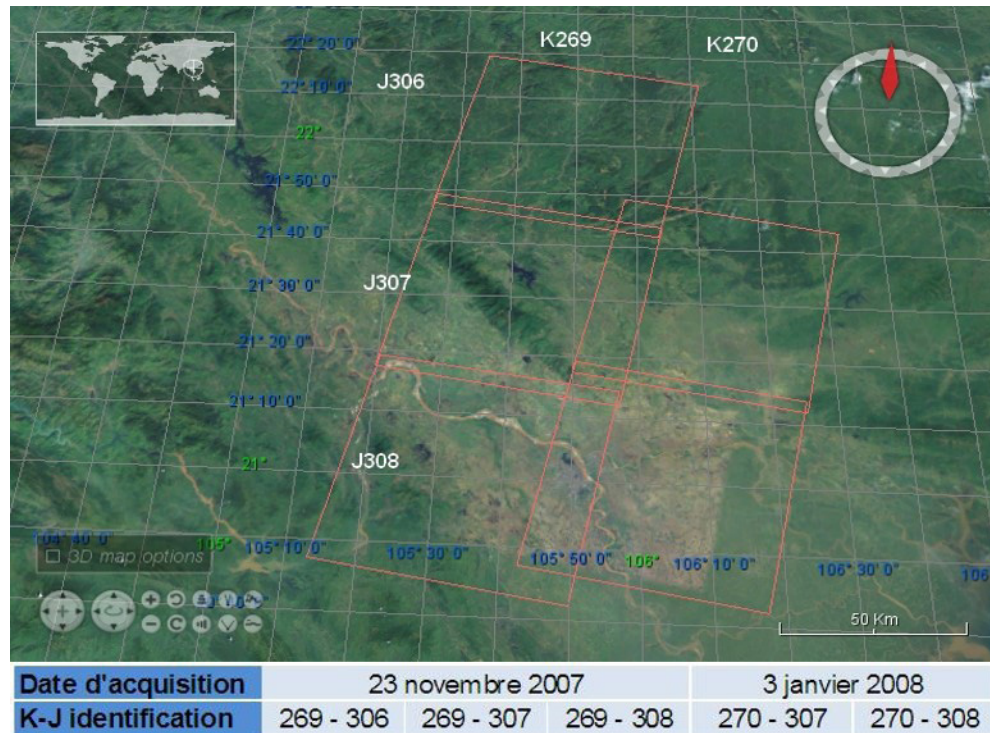 K269
K270
22° 20' 0"
J306
22° 10' 0"
22°
21° 50' 0"
21° 40' 0"
J307
21° 30' 0"
21° 20' 0"
21° 10' 0"
J308
21°
104° 40' 0"
105°
105° 10' 0"
105° 30' 0"
105° 50' 0"
106°
106° 10' 0"
106° 30' 0"
106
3D map options
50 Km
Date d'acquisition 23 novembre 2007 3 janvier 2008
K-J identification 269 - 306 269 - 307 269 - 308 270 - 307 270 - 308